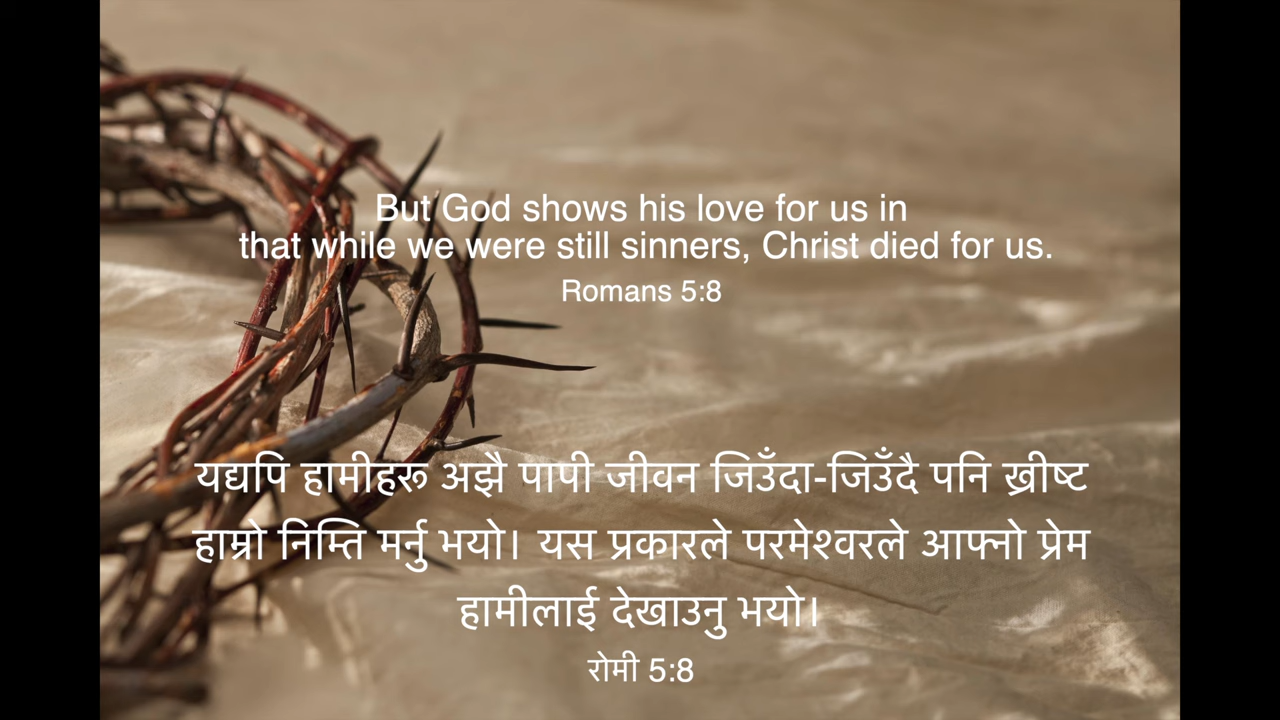 But God shows his love for us in
that while we were still sinners, Christ died for us.
Romans 5:8
यद्यपि हामीहरू अझै पापी जीवन जिउँदा-जिउँदै पनि ख्रीष्ट
हाम्रो निम्ति मर्नु भयो। यस प्रकारले परमेश्वरले आफ्नो प्रेम
हामीलाई देखाउनु भयो।
रोमी 5:8